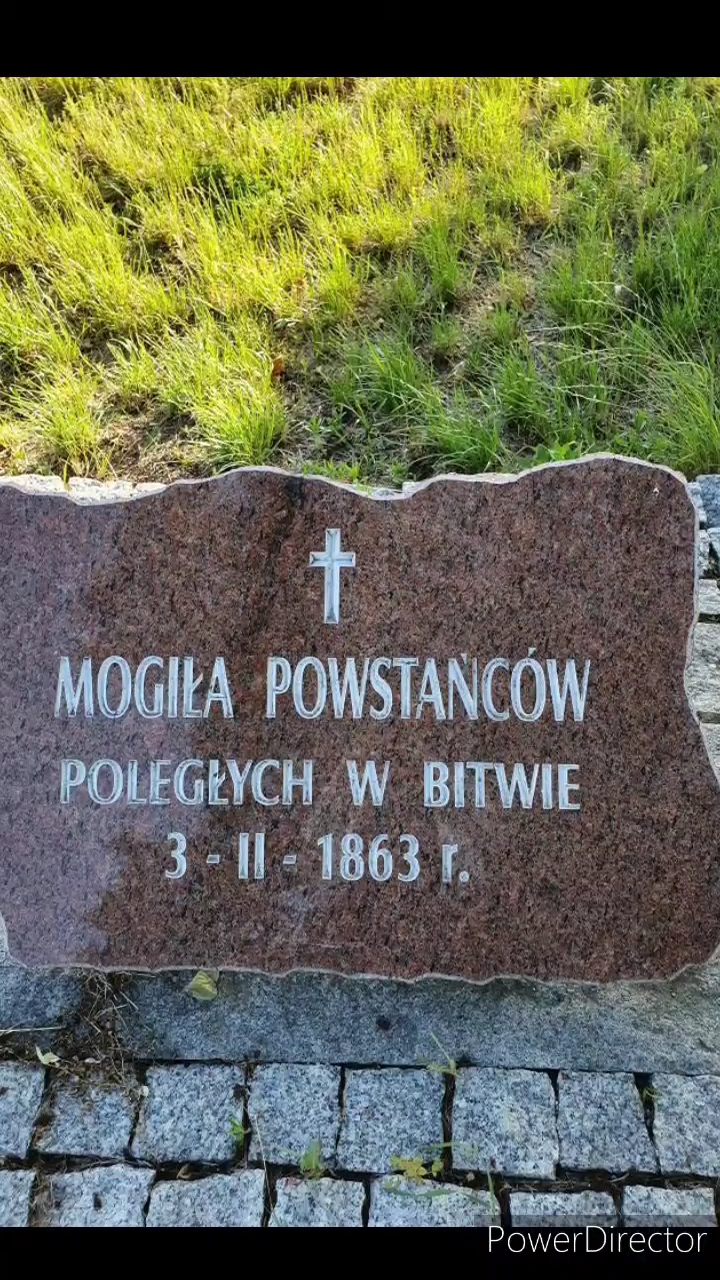 MOGIŁA POWSTAŃCÓW
POLEGŁYCH W BITWIE
3 - II - 1863 r.
PowerDirector